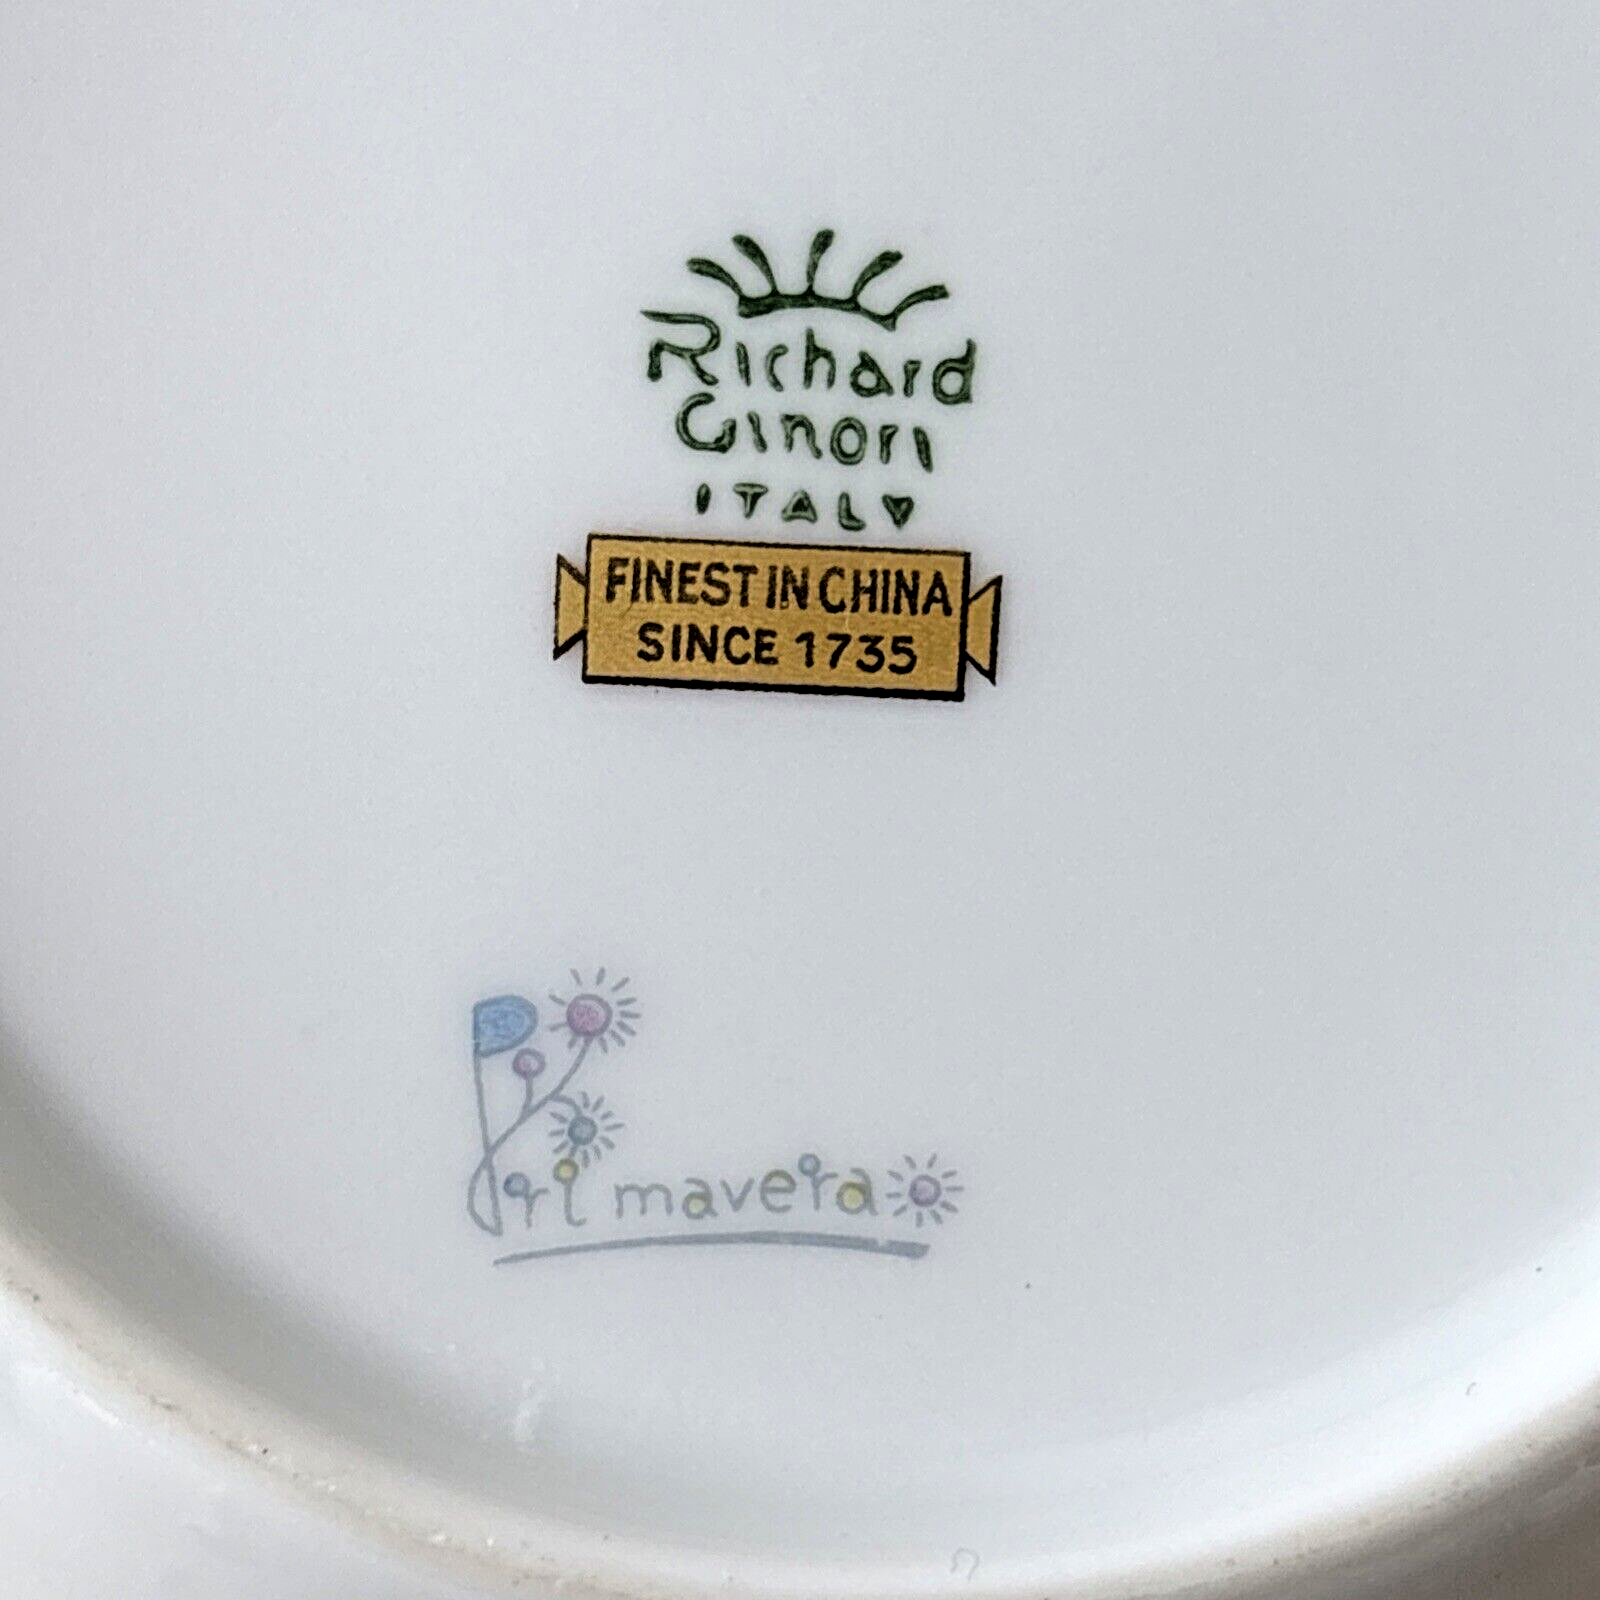 Richard
Ginori
ITALY
FINEST IN CHINA
SINCE 1735
Primavera